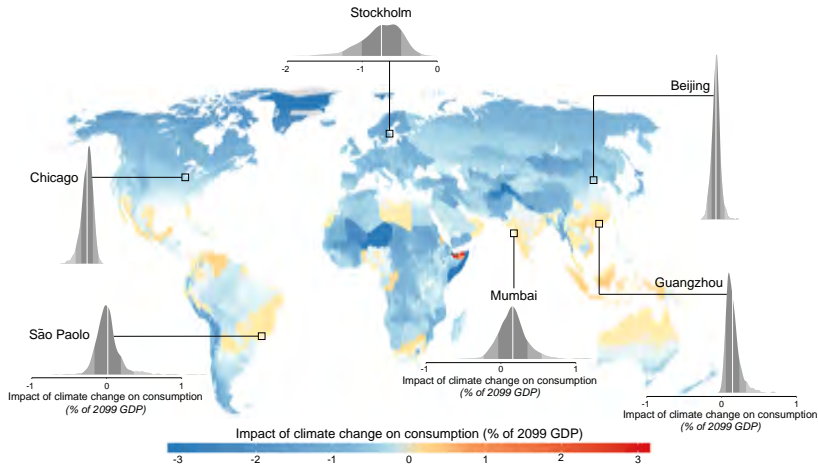 Stockholm
-2 -1 0
Beijing
Chicago
Guangzhou
Mumbai
São Paolo
-1 0 1
Impact of climate change on consumption
(% of 2099 GDP)
-1 0 1
Impact of climate change on consumption
(% of 2099 GDP)
-1 0 1
Impact of climate change on consumption
(% of 2099 GDP)
Impact of climate change on consumption (% of 2099 GDP)
-3 -2 -1 0 1 2 3